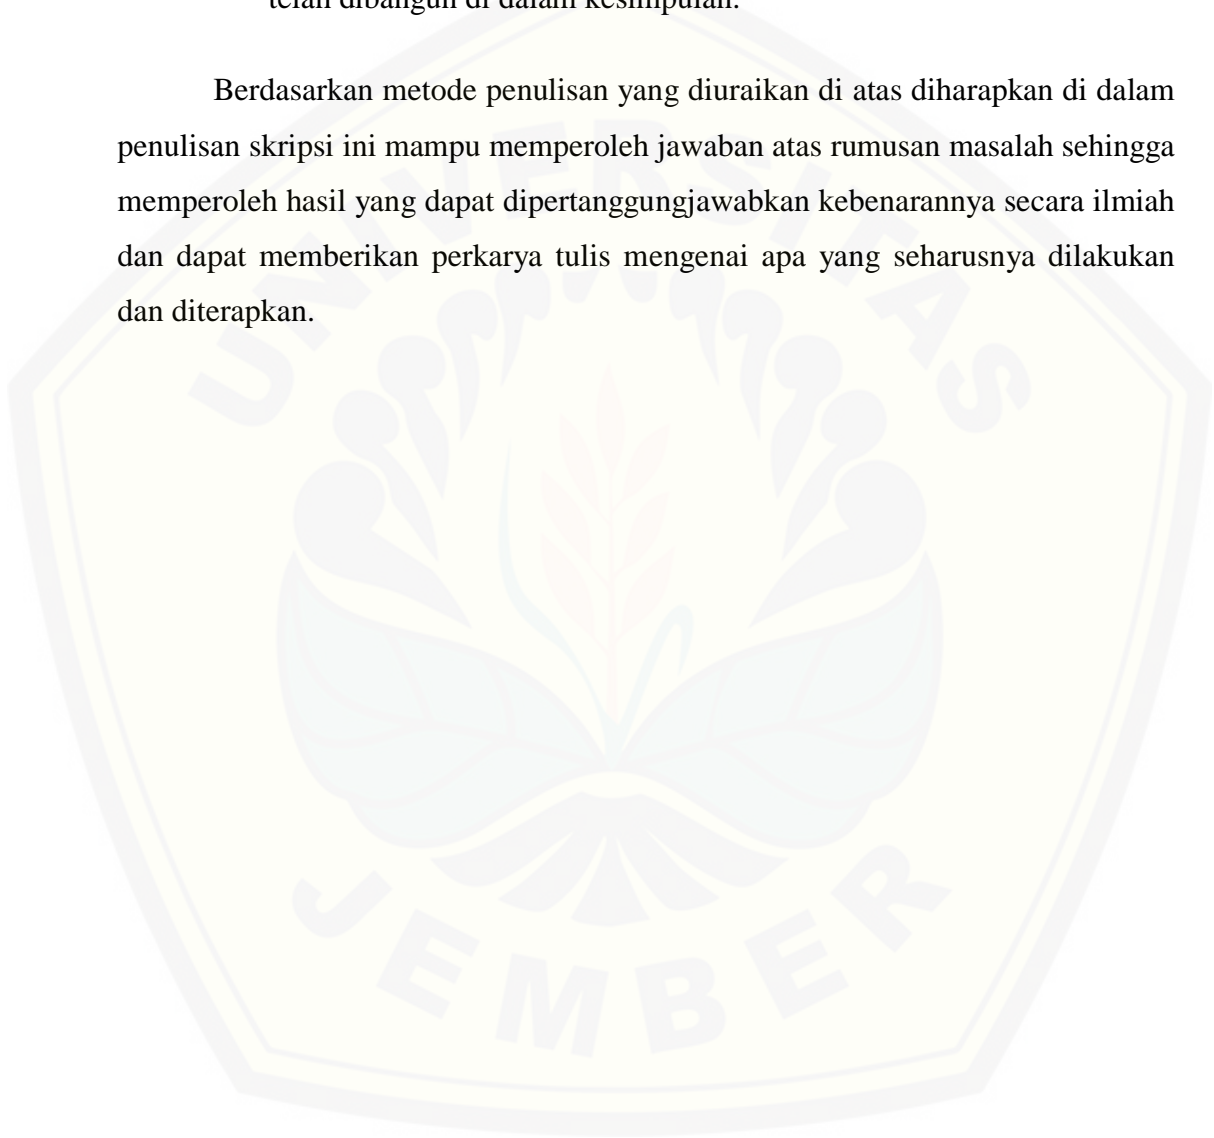 telah dibangun di dalam kesimpulan.
Berdasarkan metode penulisan yang diuraikan di atas diharapkan di dalam
penulisan skripsi ini mampu memperoleh jawaban atas rumusan masalah sehingga
memperoleh hasil yang dapat dipertanggungjawabkan kebenarannya secara ilmiah
dan dapat memberikan perkarya tulis mengenai apa yang seharusnya dilakukan
dan diterapkan.
UNIVERSITAS
JEMBER